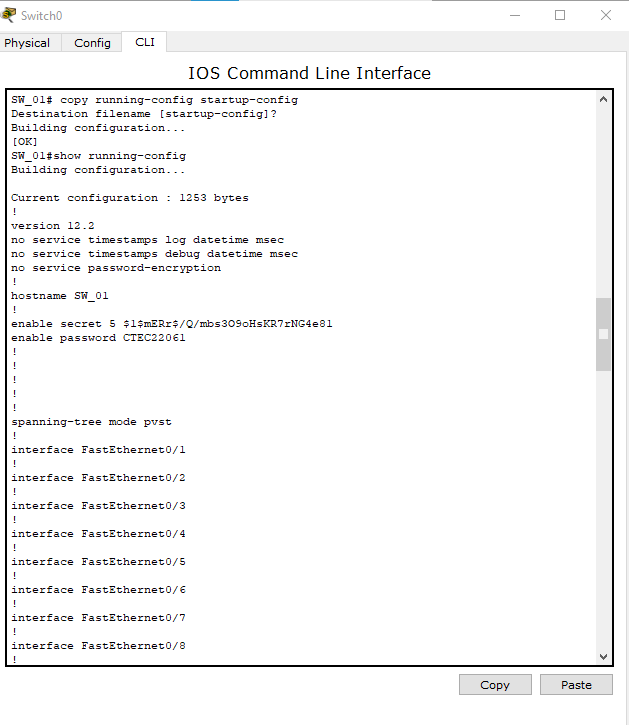 Switch0
Physical Config CLI
IOS Command Line Interface
SW_01# copy running-config startup-config
Destination filename [startup-config]?
Building configuration...
[OK]
SW_01#show running-config
Building configuration...
Current configuration : 1253 bytes
!
version 12.2
no service timestamps log datetime msec
no service timestamps debug datetime msec
no service password-encryption
!
hostname SW_01
!
enable secret 5 $1$mERr$/Q/mbs3O9oHsKR7rNG4e81
enable password CTEC22061
!
!
!
!
!
spanning-tree mode pvst
!
interface FastEthernet0/1
!
interface FastEthernet0/2
!
interface FastEthernet0/3
!
interface FastEthernet0/4
!
interface FastEthernet0/5
!
interface FastEthernet0/6
!
interface FastEthernet0/7
!
interface FastEthernet0/8
!
Copy Paste